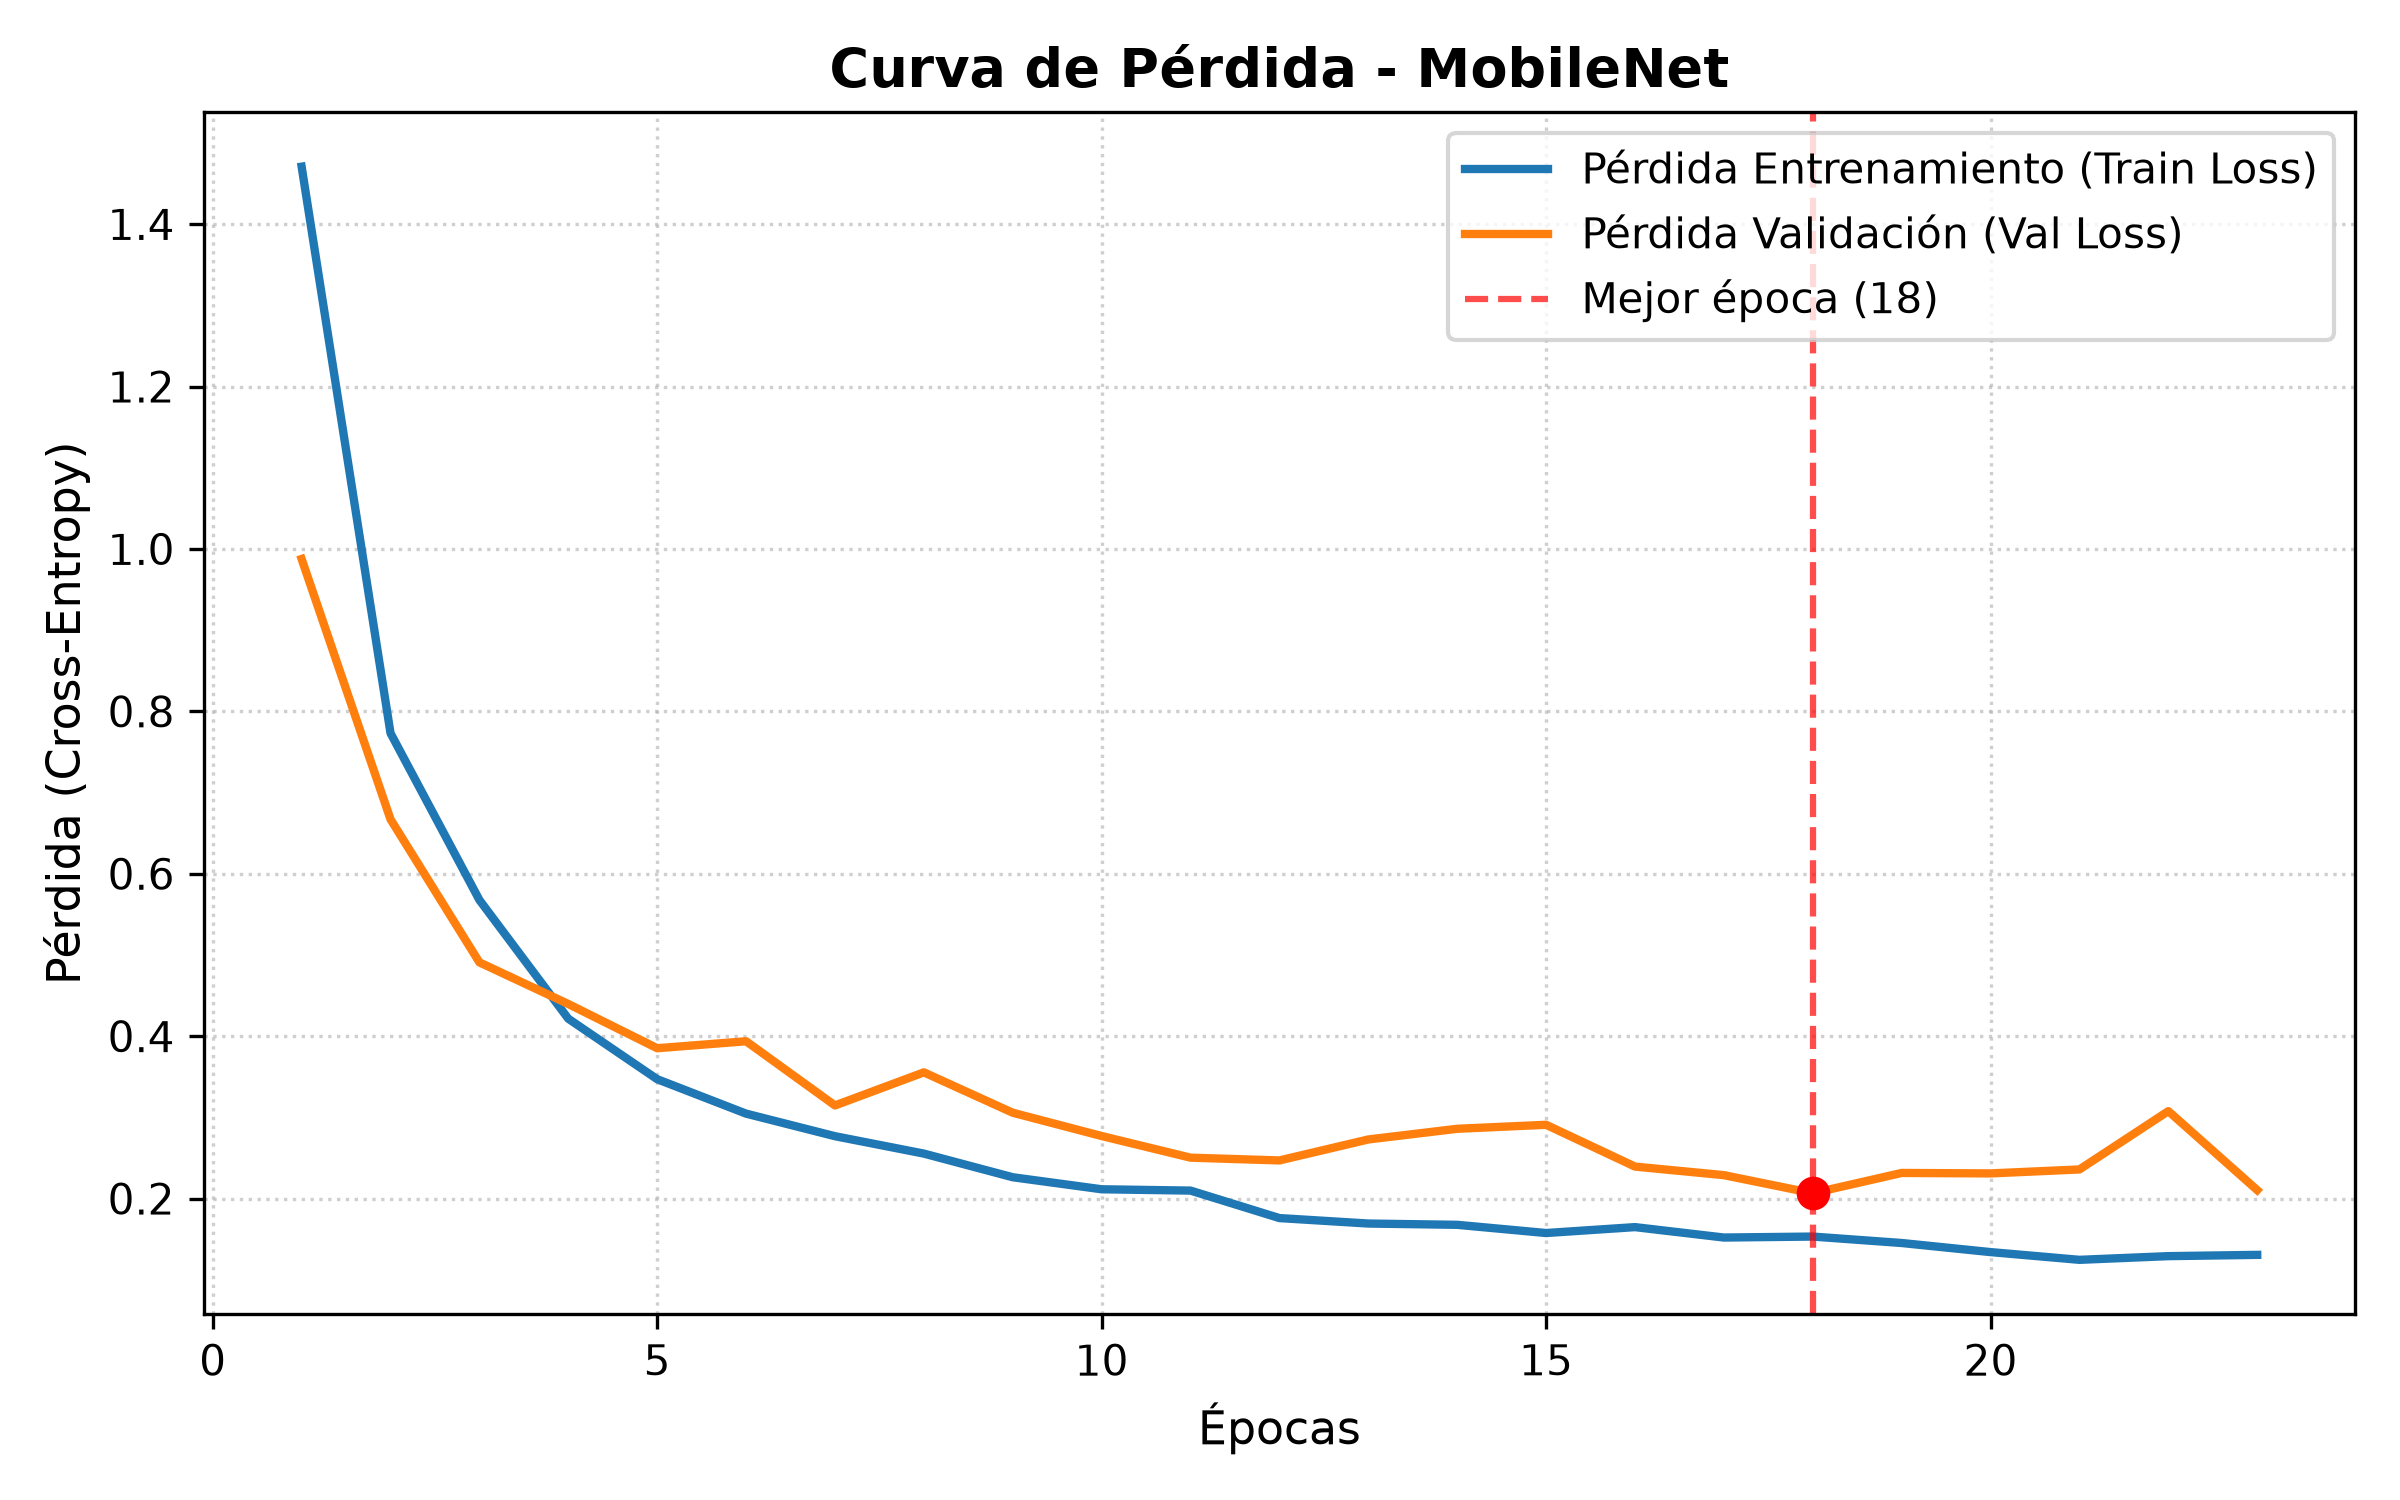 Curva de Pérdida - MobileNet
Pérdida Entrenamiento (Train Loss)
Pérdida Validación (Val Loss)
Mejor época (18)
Pérdida (Cross-Entropy)
1.4
1.2
1.0
0.8
0.6
0.4
0.2
0 5 10 15 20
Épocas